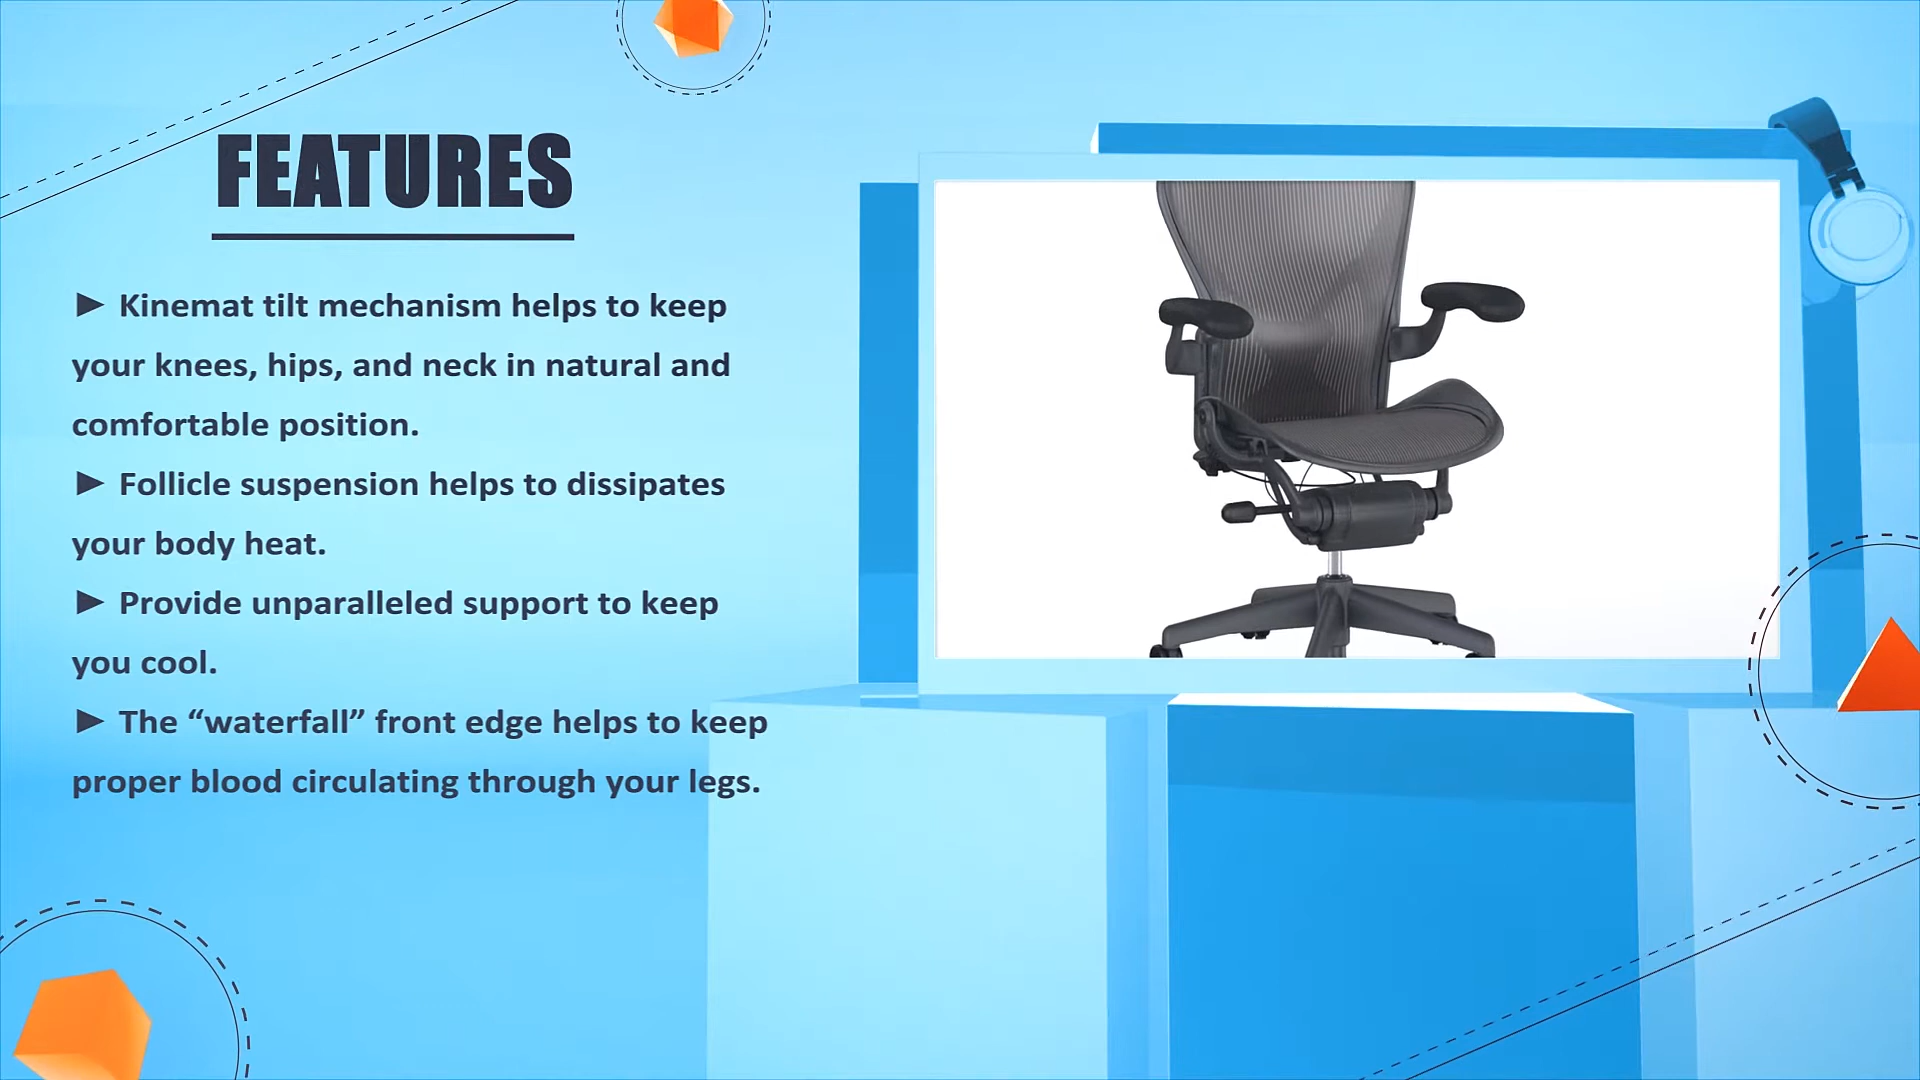 FEATURES
► Kinemat tilt mechanism helps to keep
your knees, hips, and neck in natural and
comfortable position.
► Follicle suspension helps to dissipates
your body heat.
► Provide unparalleled support to keep
you cool.
► The “waterfall” front edge helps to keep
proper blood circulating through your legs.